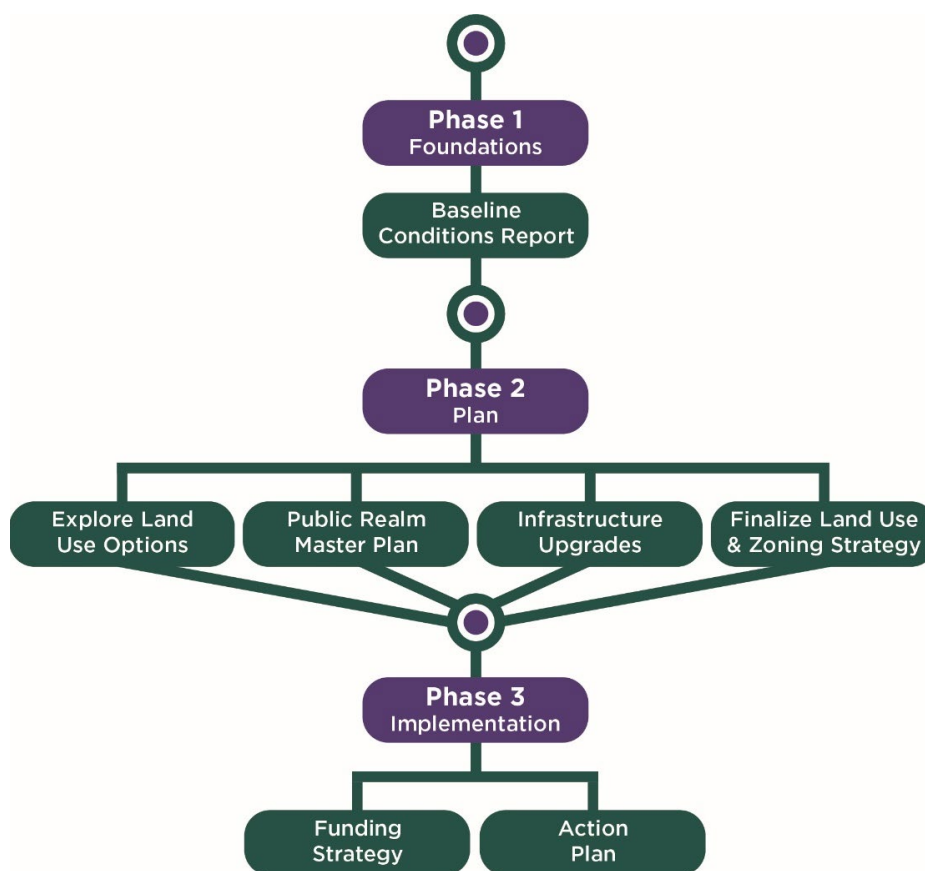 Phase 1
Foundations
Baseline
Conditions Report
Phase 2
Plan
Explore Land
Use Options
Public Realm
Master Plan
Infrastructure
Upgrades
Finalize Land Use
& Zoning Strategy
Phase 3
Implementation
Funding
Strategy
Action
Plan